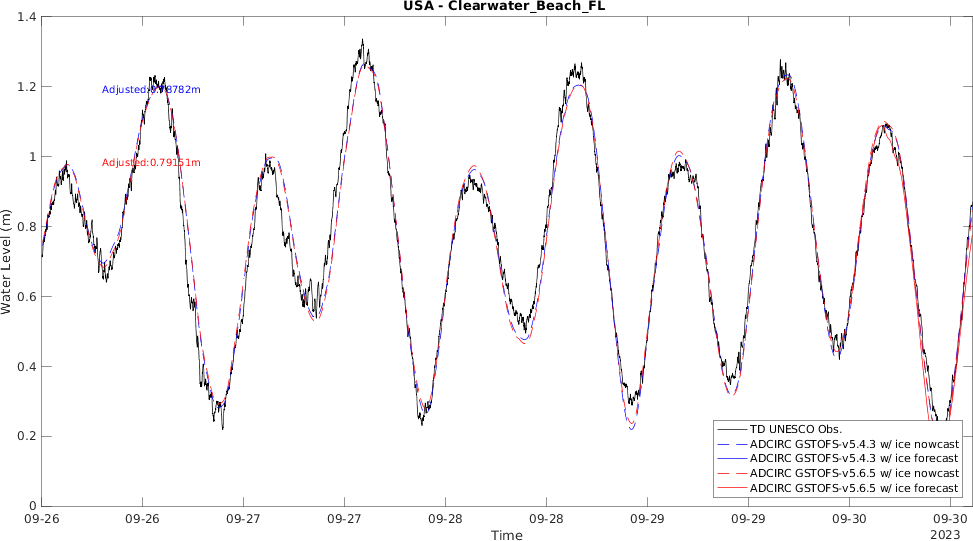 USA - Clearwater_Beach_FL
1.4
1.2
1
0.8
0.6
0.4
0.2
0
Water Level (m)
Adjusted:0.78782m
Adjusted:0.79151m
TD UNESCO Obs.
ADCIRC GSTOFS-v5.4.3 w/ ice nowcast
ADCIRC GSTOFS-v5.4.3 w/ ice forecast
ADCIRC GSTOFS-v5.6.5 w/ ice nowcast
ADCIRC GSTOFS-v5.6.5 w/ ice forecast
09-26 09-26 09-27 09-27 09-28 09-28 09-29 09-29 09-30 09-30
2023
Time